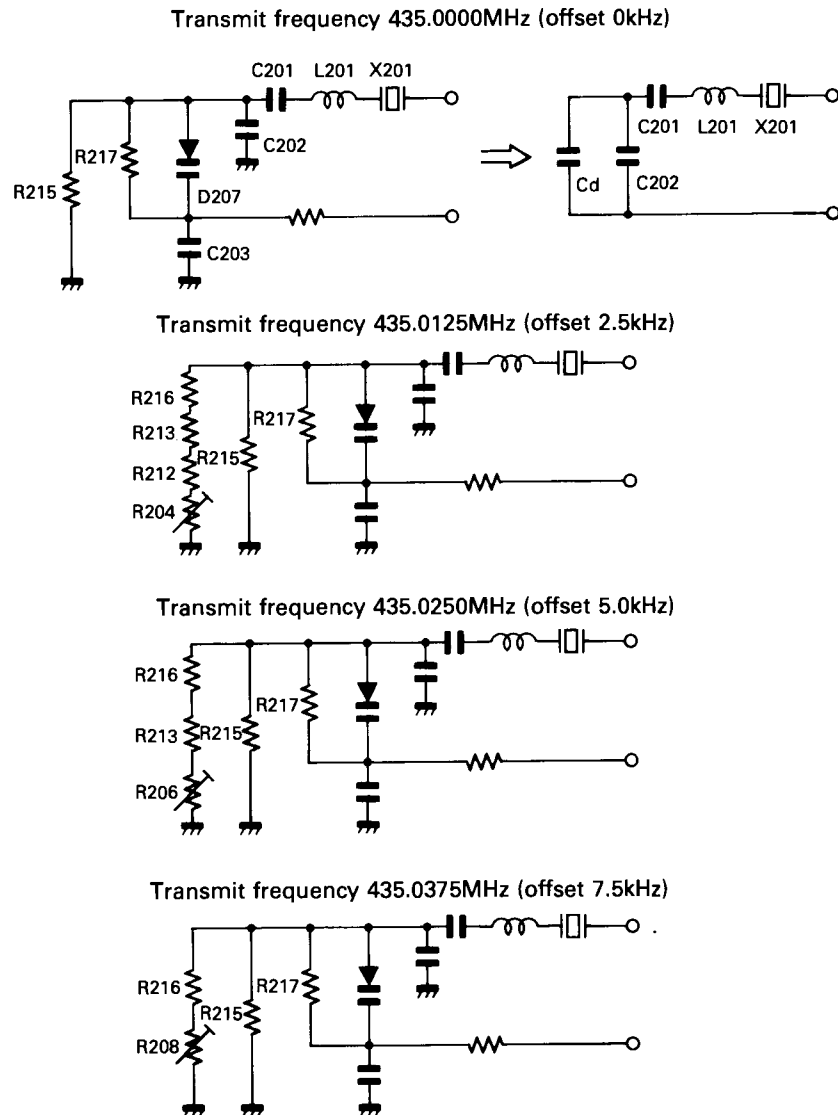 Transmit frequency 435.0000MHz (offset 0kHz)
C201 L201 X201
C202
R217
R215
D207
C203
C201 L201 X201
Cd
C202
Transmit frequency 435.0125MHz (offset 2.5kHz)
R216
R213
R217
R212
R215
R204
Transmit frequency 435.0250MHz (offset 5.0kHz)
R216
R217
R213
R215
R206
Transmit frequency 435.0375MHz (offset 7.5kHz)
R216
R217
R215
R208